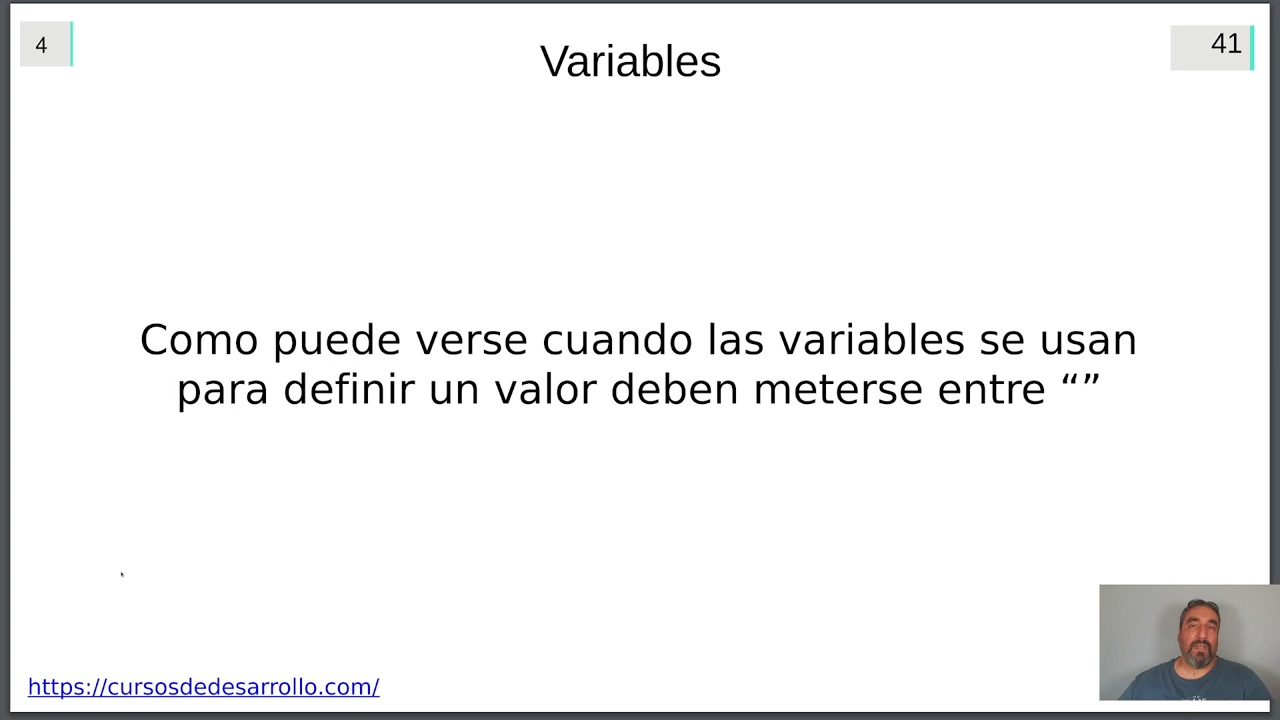 4
Variables
41
Como puede verse cuando las variables se usan
para definir un valor deben meterse entre “”
https://cursosdedesarrollo.com/